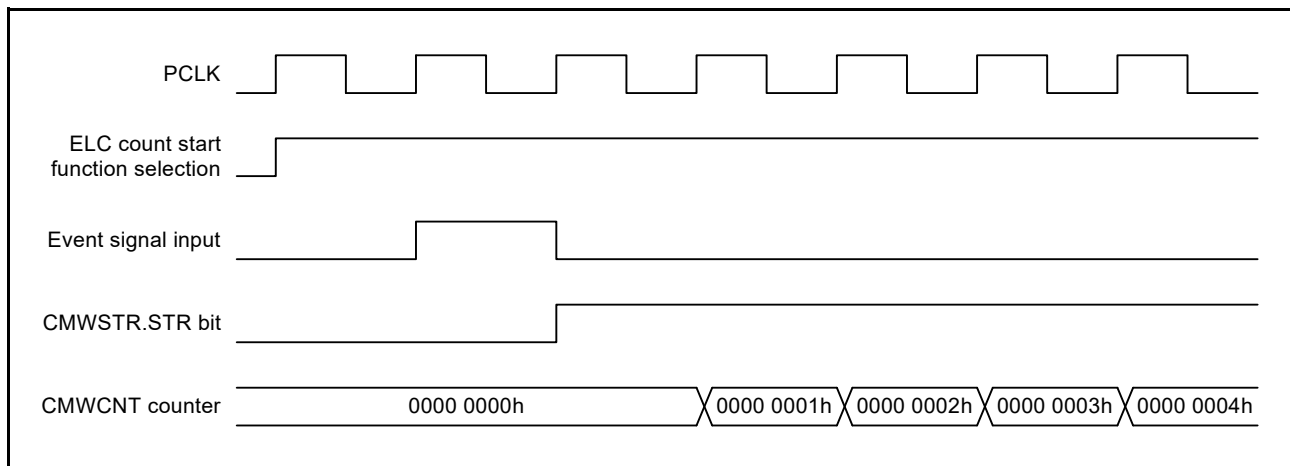 PCLK
ELC count start
function selection
Event signal input
CMWSTR.STR bit
CMWCNT counter
0000 0000h
0000 0001h
0000 0002h
0000 0003h
0000 0004h